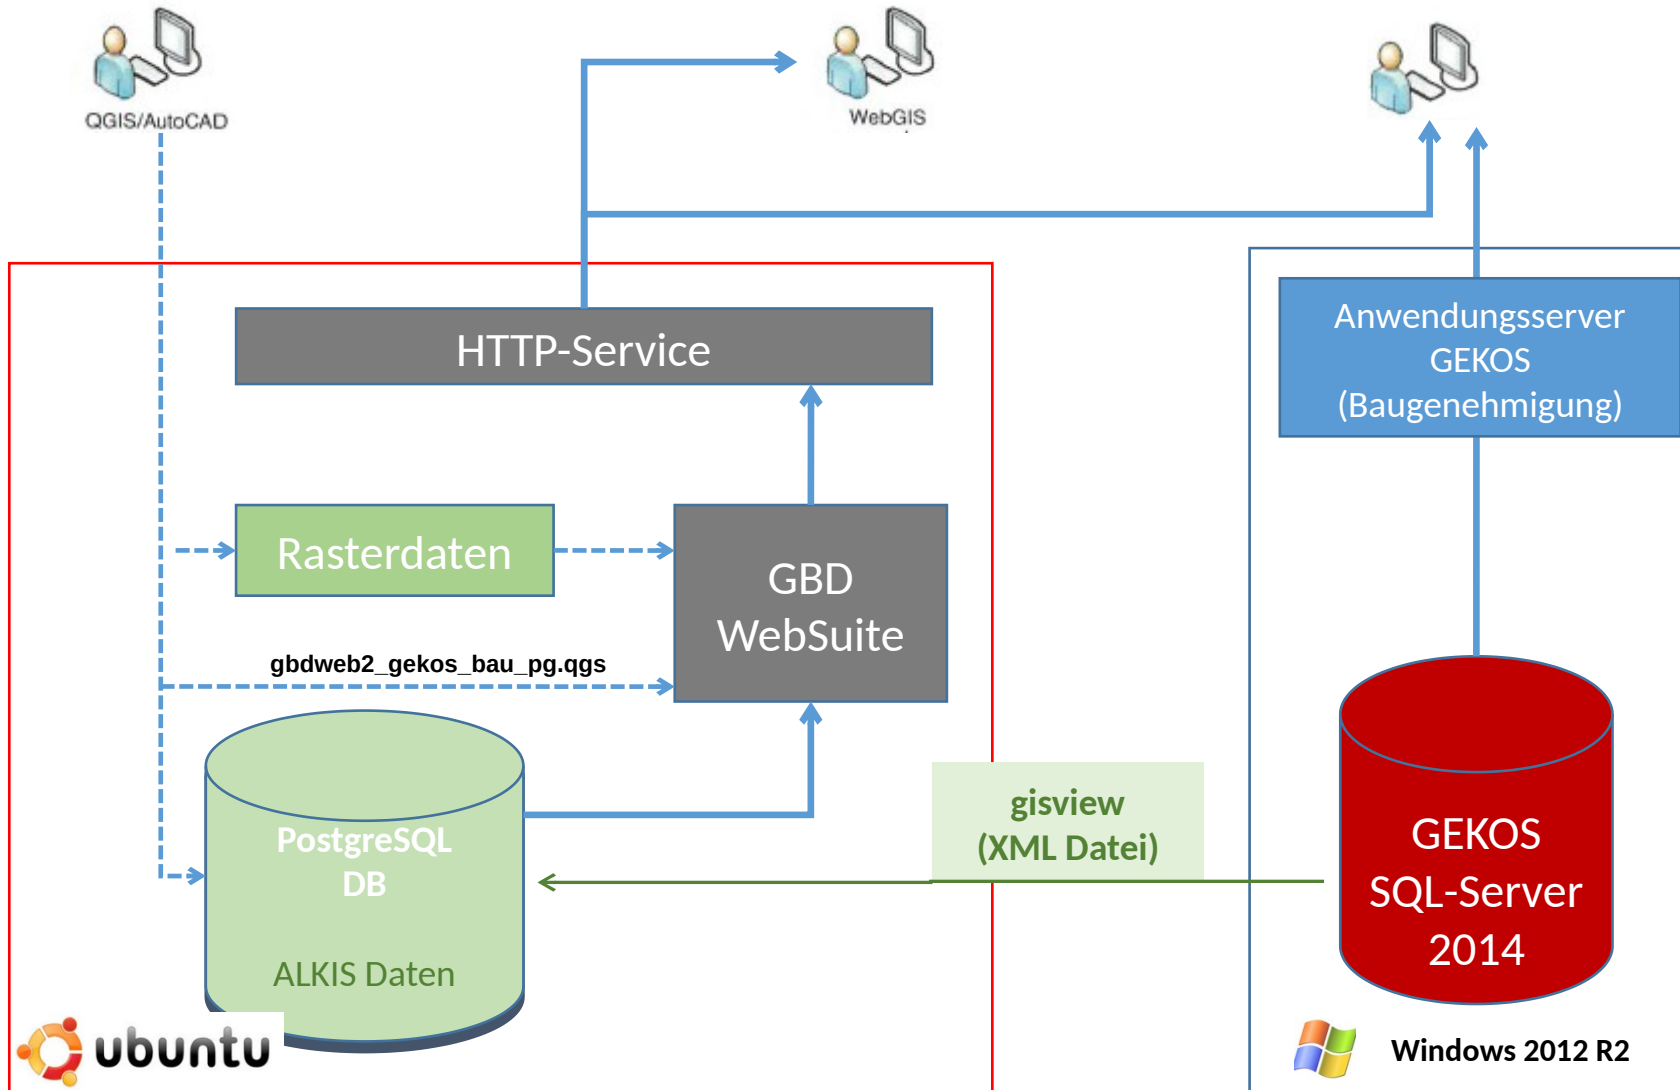 QGIS/AutoCAD
WebGIS
HTTP-Service
Anwendungsserver
GEKOS
(Baugenehmigung)
Rasterdaten
GBD
WebSuite
gbdweb2_gekos_bau_pg.qgs
PostgreSQL
DB
ALKIS Daten
gisview
(XML Datei)
GEKOS
SQL-Server
2014
ubuntu
Windows 2012 R2